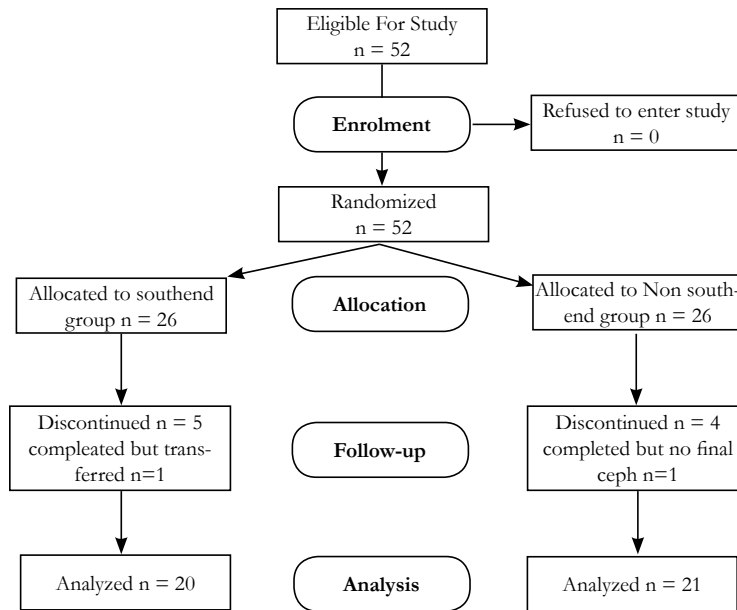 Eligible For Study
n = 52
Enrolment
Refused to enter study
n = 0
Randomized
n = 52
Allocated to southend
group n = 26
Allocation
Allocated to Non south-
end group n = 26
Discontinued n = 5
compleated but trans-
ferred n=1
Follow-up
Discontinued n = 4
completed but no final
ceph n=1
Analyzed n = 20
Analysis
Analyzed n = 21